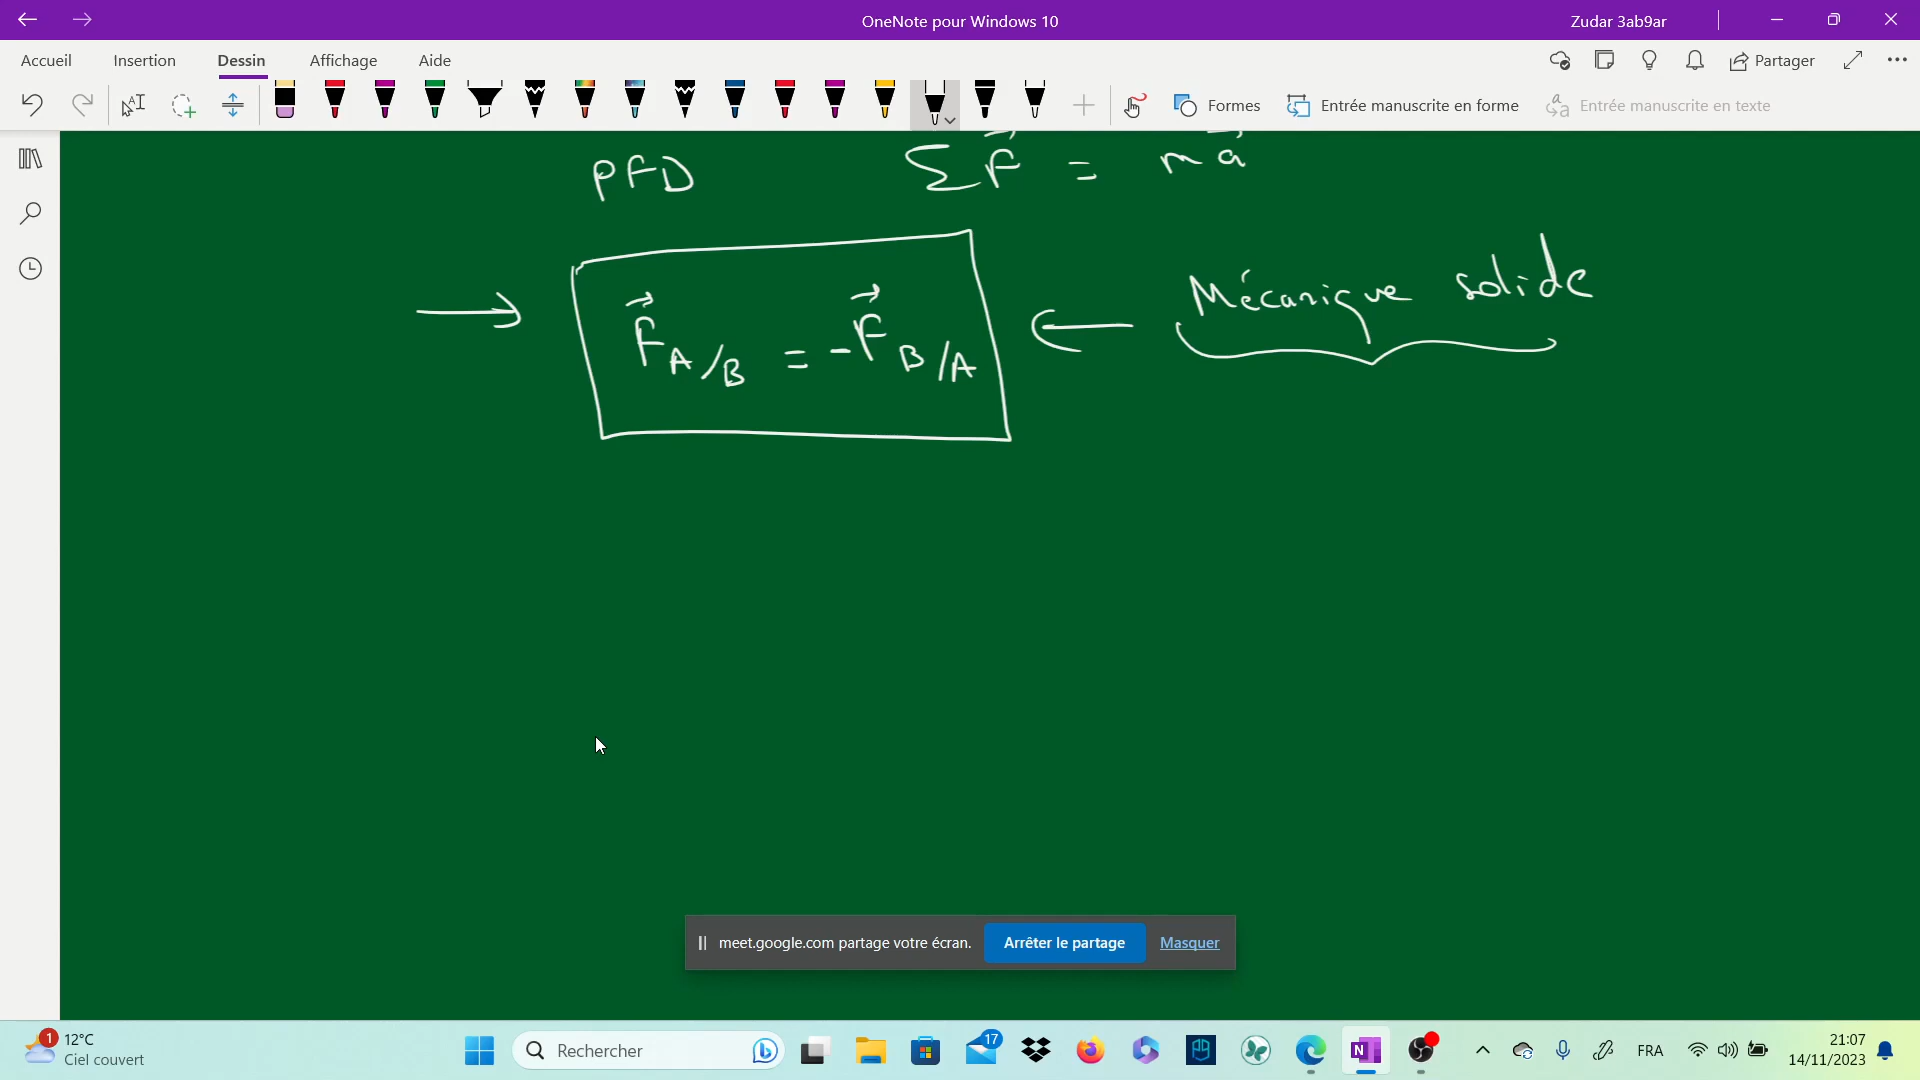 OneNote pour Windows 10
Zudar 3ab9ar
Accueil
Insertion
Dessin
Affichage
Aide
Partager
Formes
Entrée manuscrite en forme
Entrée manuscrite en texte
PFD
∑F⃗ = m a⃗
F⃗ A/B = -F⃗ B/A
Mécanique solide
meet.google.com partage votre écran.
Arrêter le partage
Masquer
1
12°C
Ciel couvert
Rechercher
17
FRA
21:07
14/11/2023